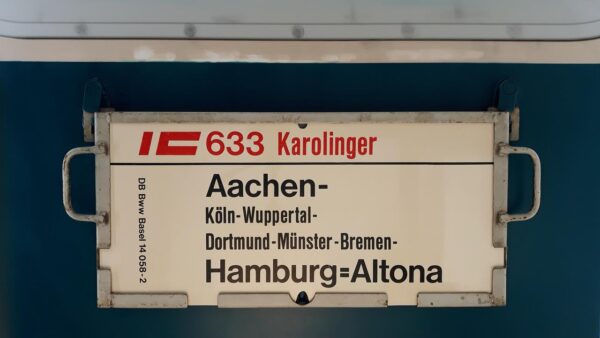 IC 633 Karolinger
Aachen-
Köln-Wuppertal-
Dortmund-Münster-Bremen-
Hamburg=Altona
DB Bww Basel 14 058-2